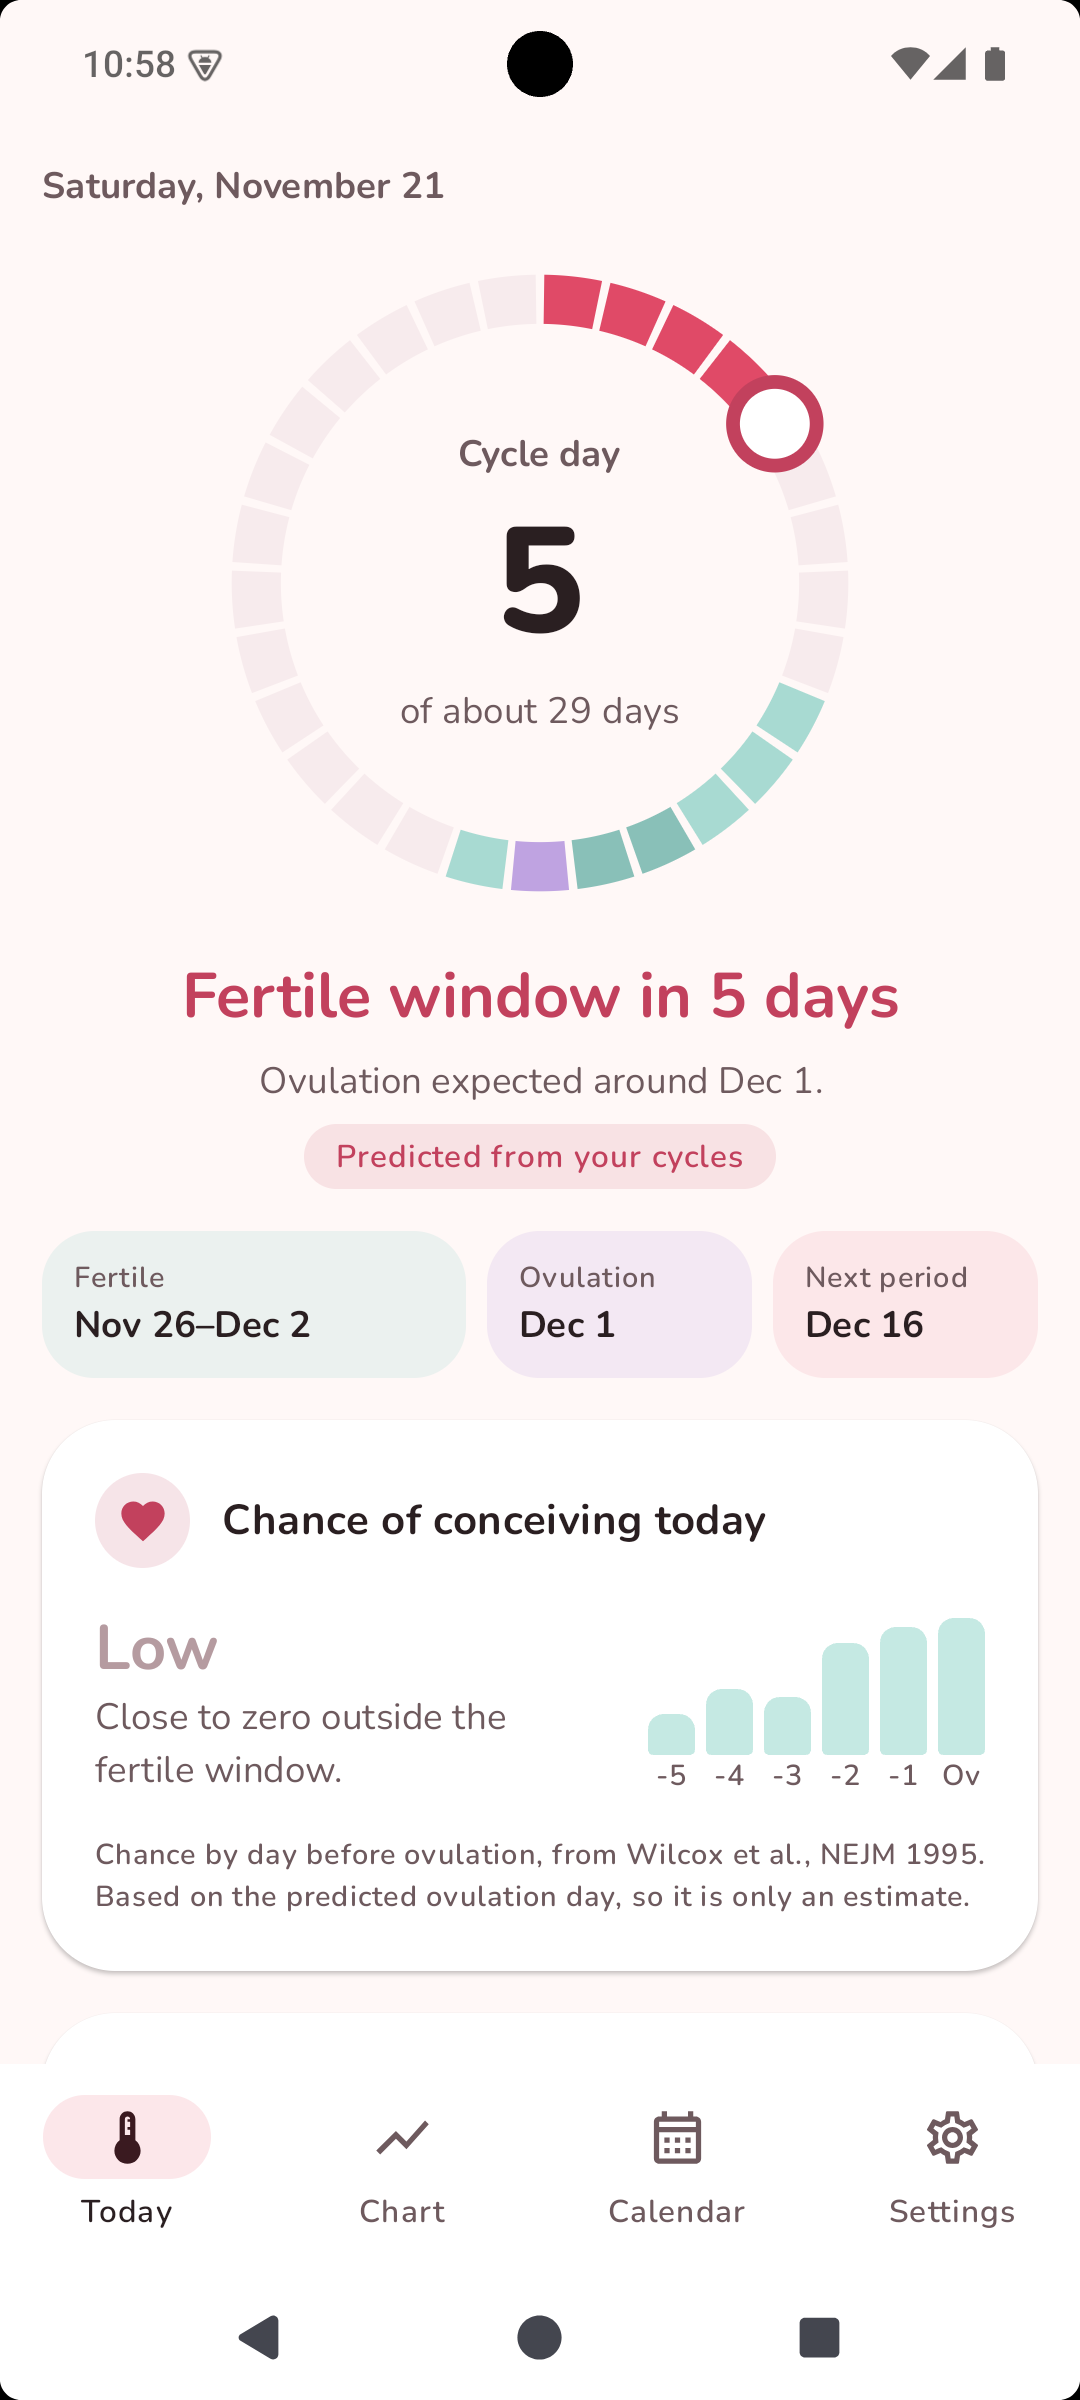 10:58
Saturday, November 21
Cycle day
5
of about 29 days
Fertile window in 5 days
Ovulation expected around Dec 1.
Predicted from your cycles
Fertile
Nov 26–Dec 2
Ovulation
Dec 1
Next period
Dec 16
Chance of conceiving today
Low
Close to zero outside the
fertile window.
-5 -4 -3 -2 -1 Ov
Chance by day before ovulation, from Wilcox et al., NEJM 1995.
Based on the predicted ovulation day, so it is only an estimate.
Today Chart Calendar Settings